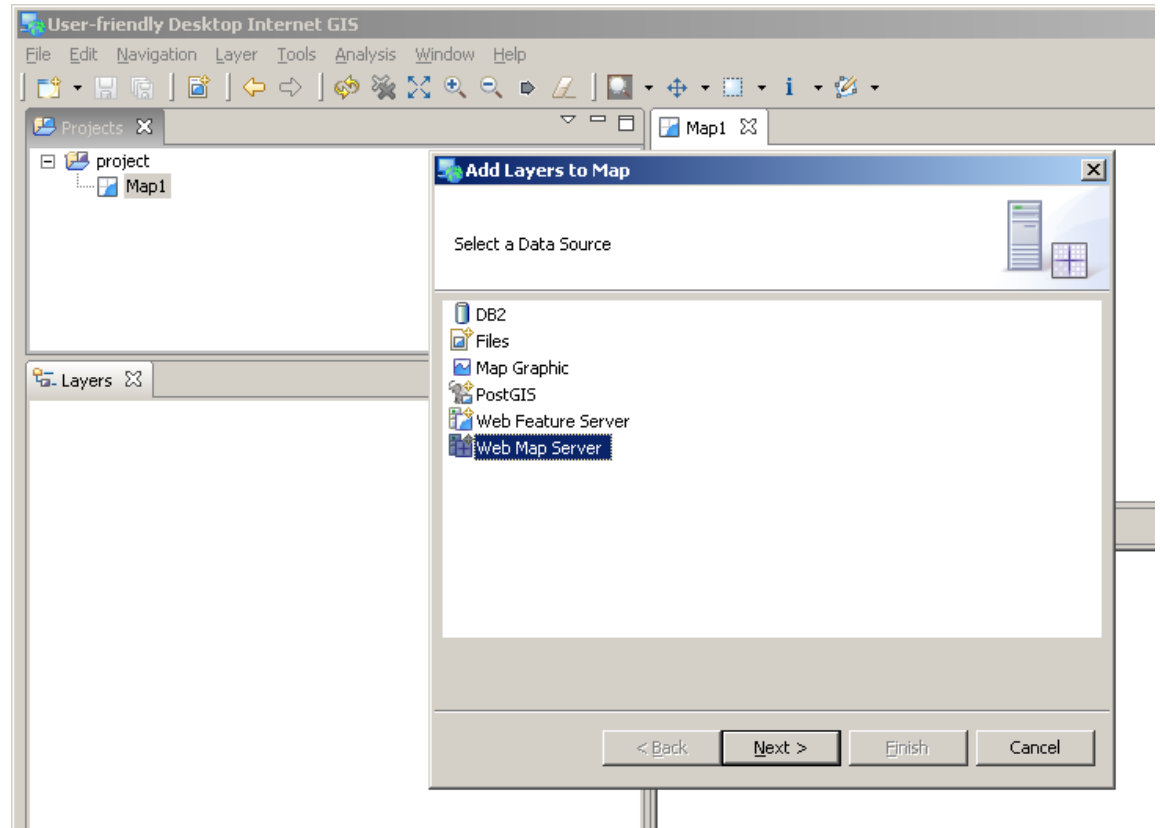 User-friendly Desktop Internet GIS
File Edit Navigation Layer Tools Analysis Window Help
Projects
Map1
project
Map1
Add Layers to Map
Select a Data Source
DB2
Files
Map Graphic
PostGIS
Web Feature Server
Web Map Server
Layers
< Back Next > Finish Cancel